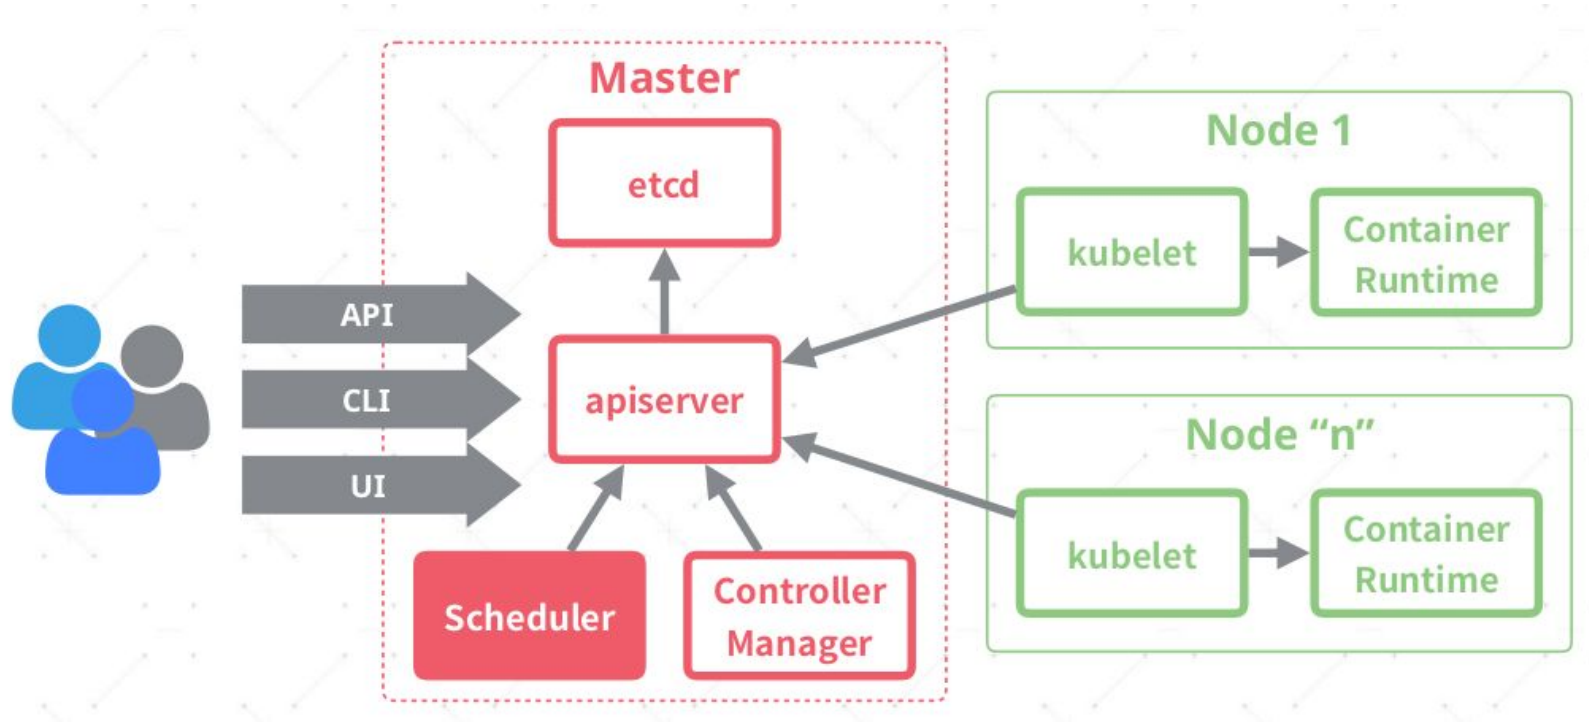 Master
etcd
API
CLI
UI
apiserver
Scheduler
Controller
Manager
Node 1
kubelet
Container
Runtime
Node “n”
kubelet
Container
Runtime